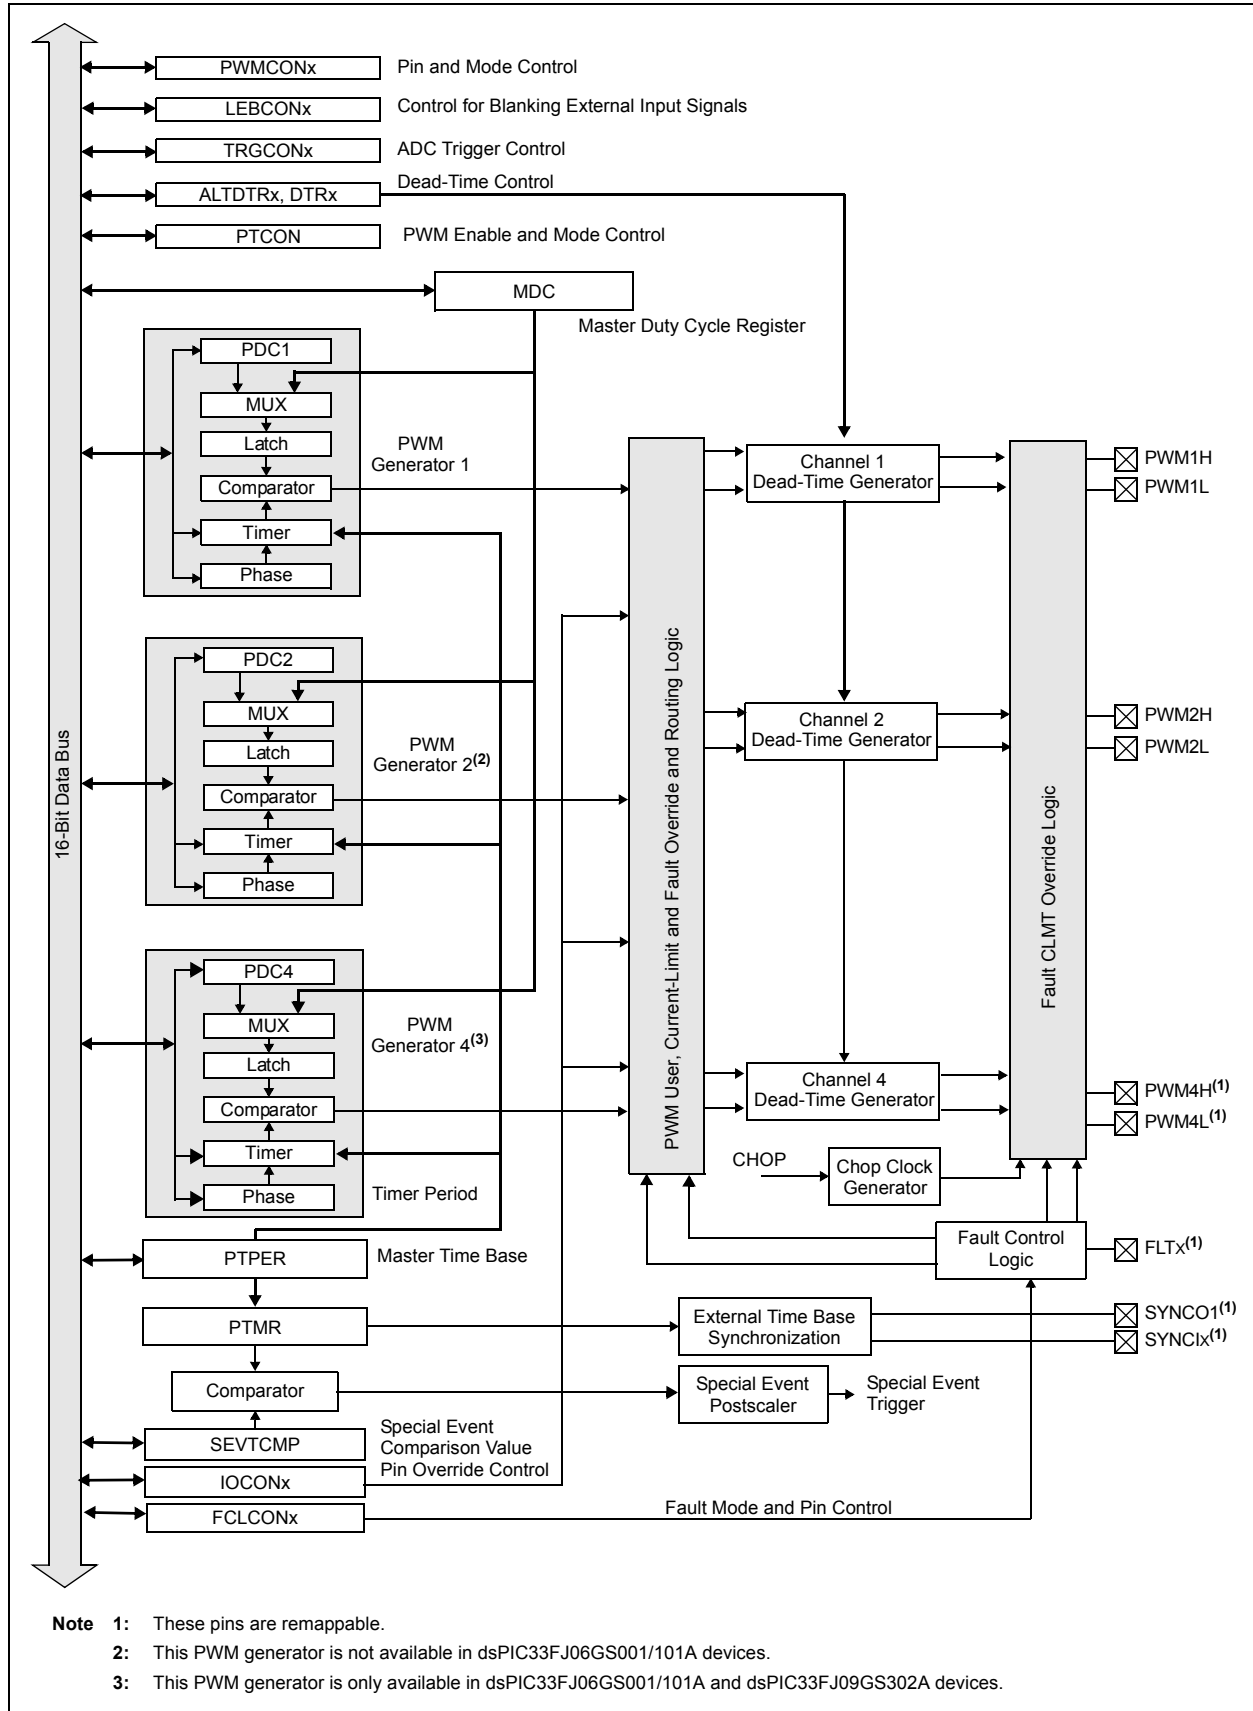 PWMCONx Pin and Mode Control
LEBCONx Control for Blanking External Input Signals
TRGCONx ADC Trigger Control
Dead-Time Control
ALTDTRx, DTRx
PTCON PWM Enable and Mode Control
MDC
Master Duty Cycle Register
16-Bit Data Bus
PDC1
MUX
Latch
Comparator
Timer
Phase
PWM
Generator 1
PDC2
MUX
Latch
Comparator
Timer
Phase
PWM
Generator 2(2)
PDC4
MUX
Latch
Comparator
Timer
Phase
PWM
Generator 4(3)
Timer Period
PWM User, Current-Limit and Fault Override and Routing Logic
Channel 1
Dead-Time Generator
Channel 2
Dead-Time Generator
Channel 4
Dead-Time Generator
Fault CLMT Override Logic
PWM1H
PWM1L
PWM2H
PWM2L
PWM4H(1)
PWM4L(1)
CHOP
Chop Clock
Generator
Fault Control
Logic
FLTx(1)
PTPER Master Time Base
PTMR
External Time Base
Synchronization
SYNCO1(1)
SYNCIx(1)
Comparator
Special Event
Postscaler
Special Event
Trigger
SEVTCMP
Special Event
Comparison Value
Pin Override Control
IOCONx
FCLCONx
Fault Mode and Pin Control
Note 1: These pins are remappable.
2: This PWM generator is not available in dsPIC33FJ06GS001/101A devices.
3: This PWM generator is only available in dsPIC33FJ06GS001/101A and dsPIC33FJ09GS302A devices.